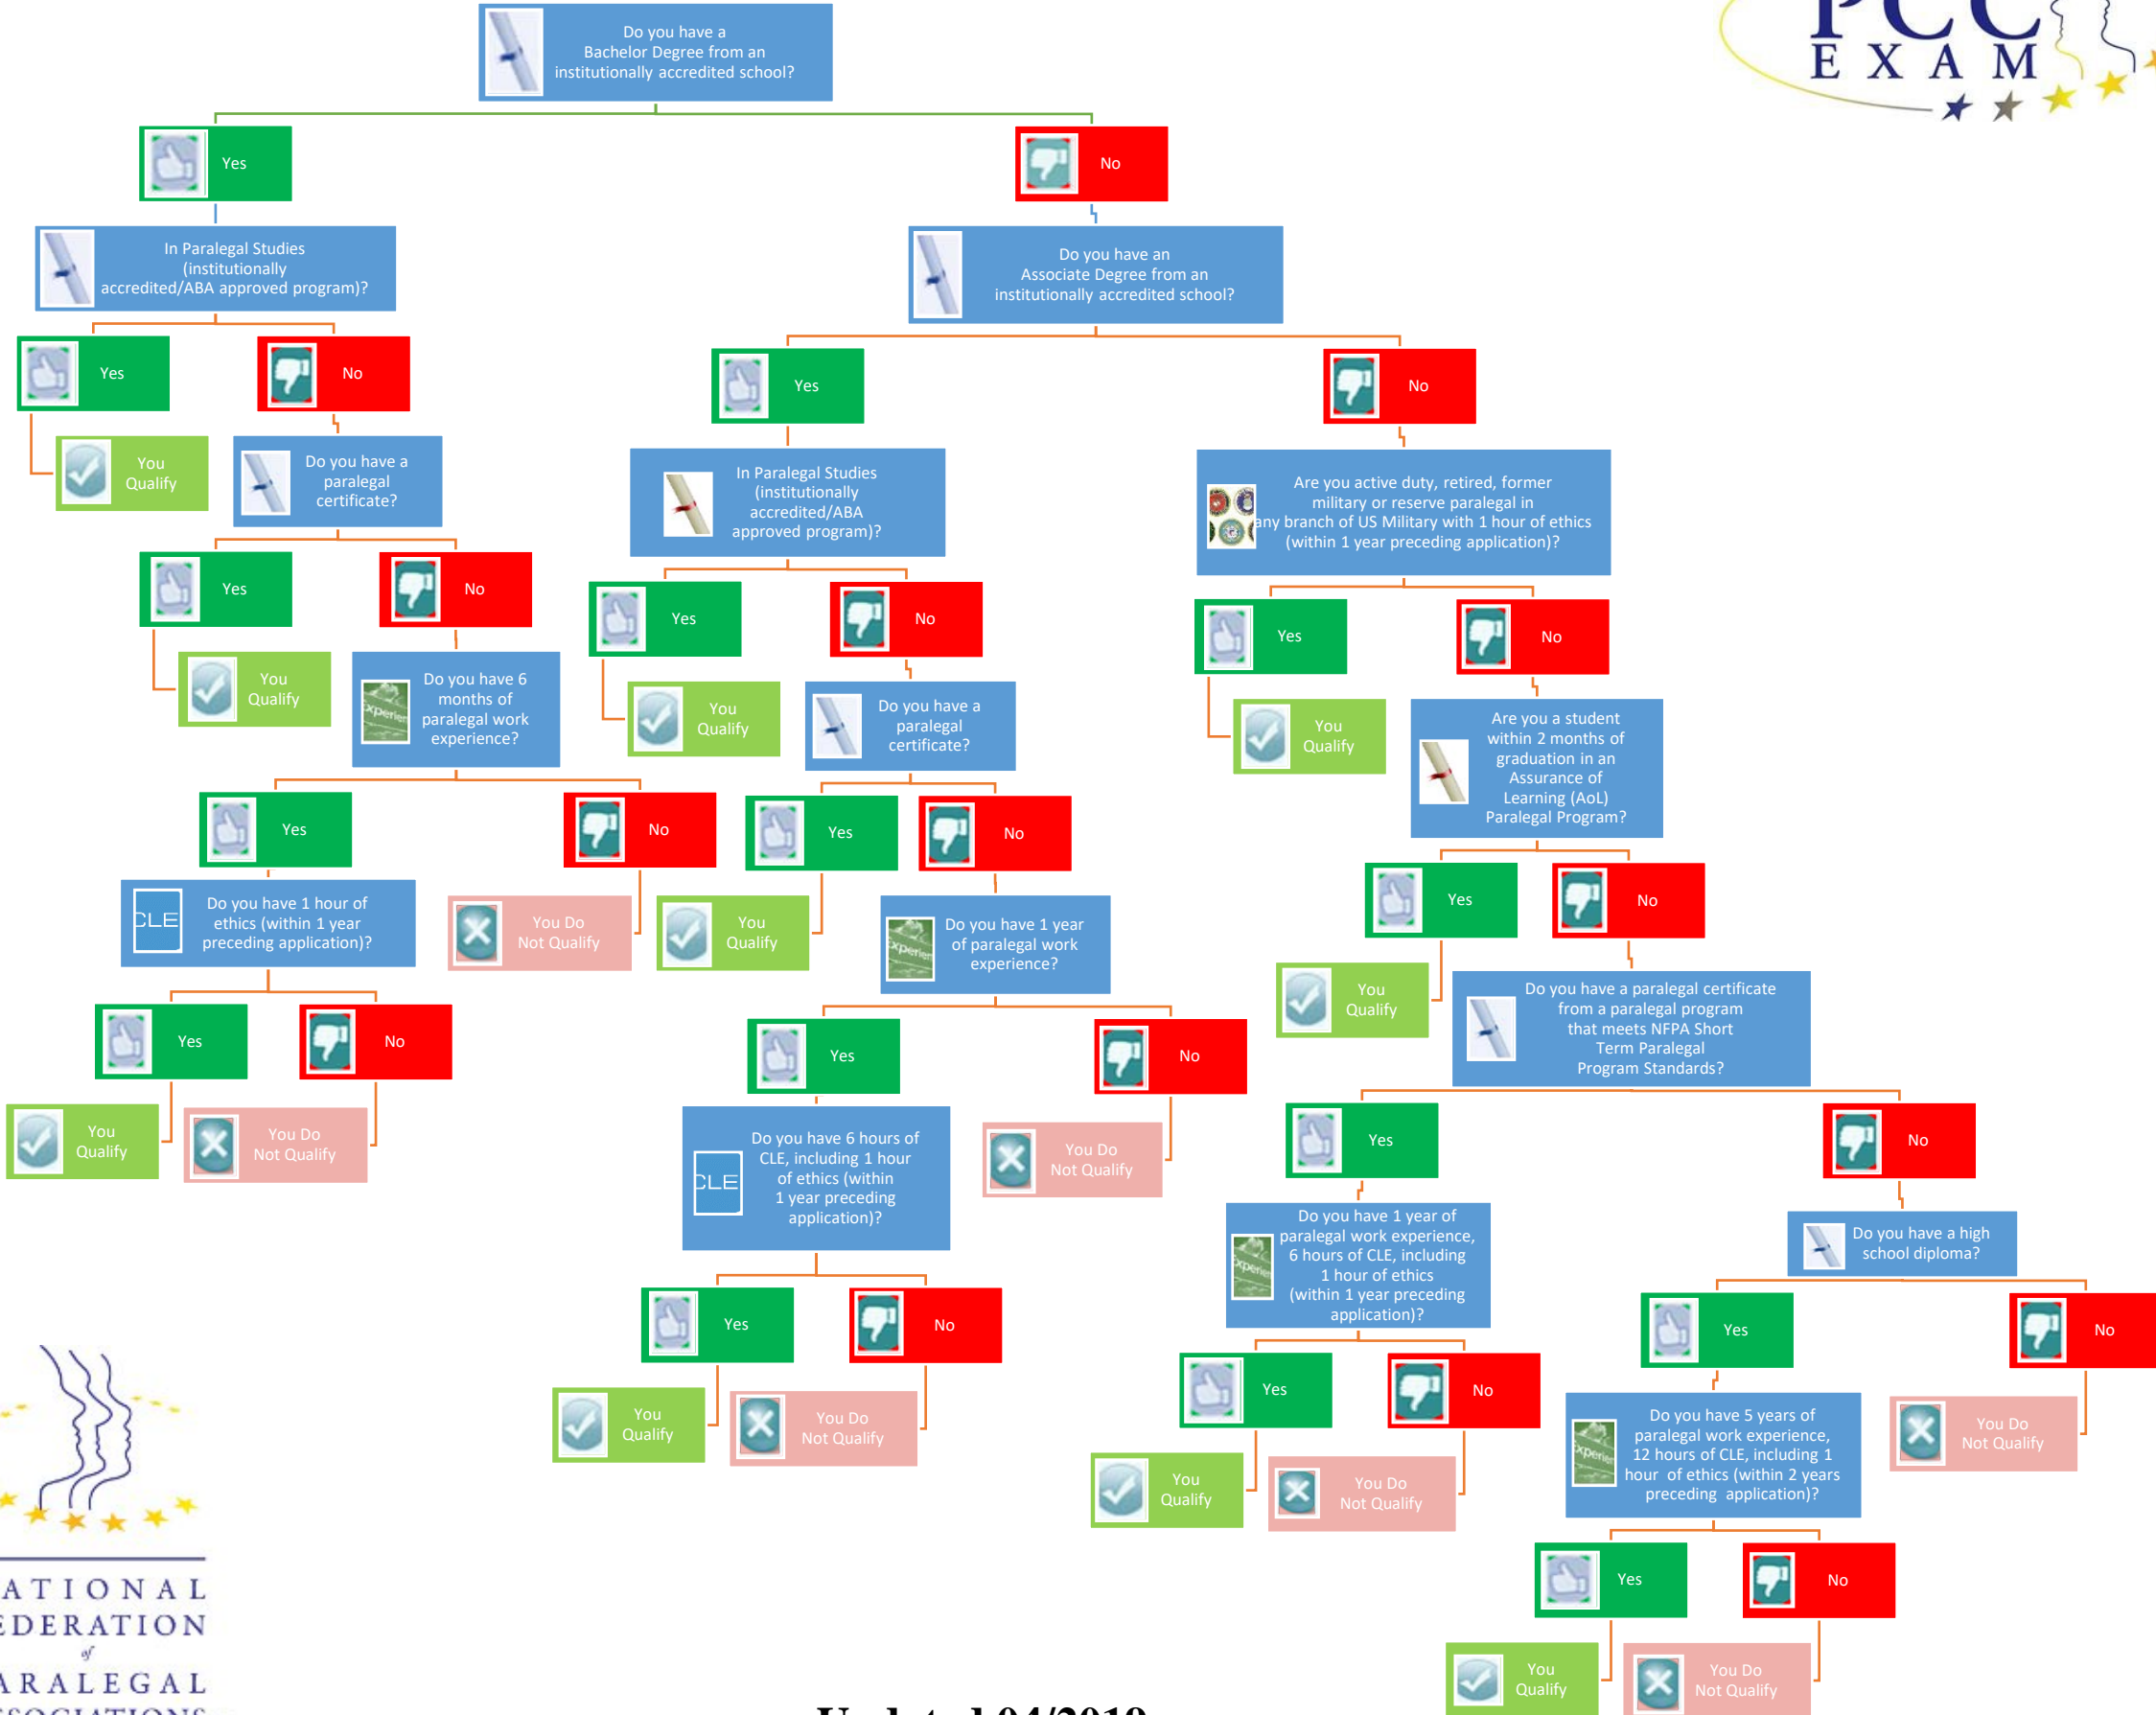 PCC
EXAM
Do you have a
Bachelor Degree from an
institutionally accredited school?
Yes
No
In Paralegal Studies
(institutionally
accredited/ABA approved program)?
Do you have an
Associate Degree from an
institutionally accredited school?
Yes
No
Yes
No
You
Qualify
Do you have a
paralegal
certificate?
In Paralegal Studies
(institutionally
accredited/ABA
approved program)?
Are you active duty, retired, former
military or reserve paralegal in
any branch of US Military with 1 hour of ethics
(within 1 year preceding application)?
Yes
No
Yes
No
Yes
No
You
Qualify
Do you have 6
months of
paralegal work
experience?
You
Qualify
Do you have a
paralegal
certificate?
You
Qualify
Are you a student
within 2 months of
graduation in an
Assurance of
Learning (AoL)
Paralegal Program?
Yes
No
Yes
No
Yes
No
CLE
Do you have 1 hour of
ethics (within 1 year
preceding application)?
You Do
Not Qualify
You
Qualify
Do you have 1 year
of paralegal work
experience?
You
Qualify
Do you have a paralegal certificate
from a paralegal program
that meets NFPA Short
Term Paralegal
Program Standards?
Yes
No
Yes
No
You
Qualify
You Do
Not Qualify
CLE
Do you have 6 hours of
CLE, including 1 hour
of ethics (within
1 year preceding
application)?
You Do
Not Qualify
Yes
No
Do you have 1 year of
paralegal work experience,
6 hours of CLE, including
1 hour of ethics
(within 1 year preceding
application)?
Do you have a high
school diploma?
Yes
No
Yes
No
Yes
No
You
Qualify
You Do
Not Qualify
You
Qualify
You Do
Not Qualify
Do you have 5 years of
paralegal work experience,
12 hours of CLE, including 1
hour of ethics (within 2 years
preceding application)?
You Do
Not Qualify
Yes
No
You
Qualify
You Do
Not Qualify
ATIONAL
EDERATION
of
ARALEGAL
SSOCIATIONS
Updated 04/2019